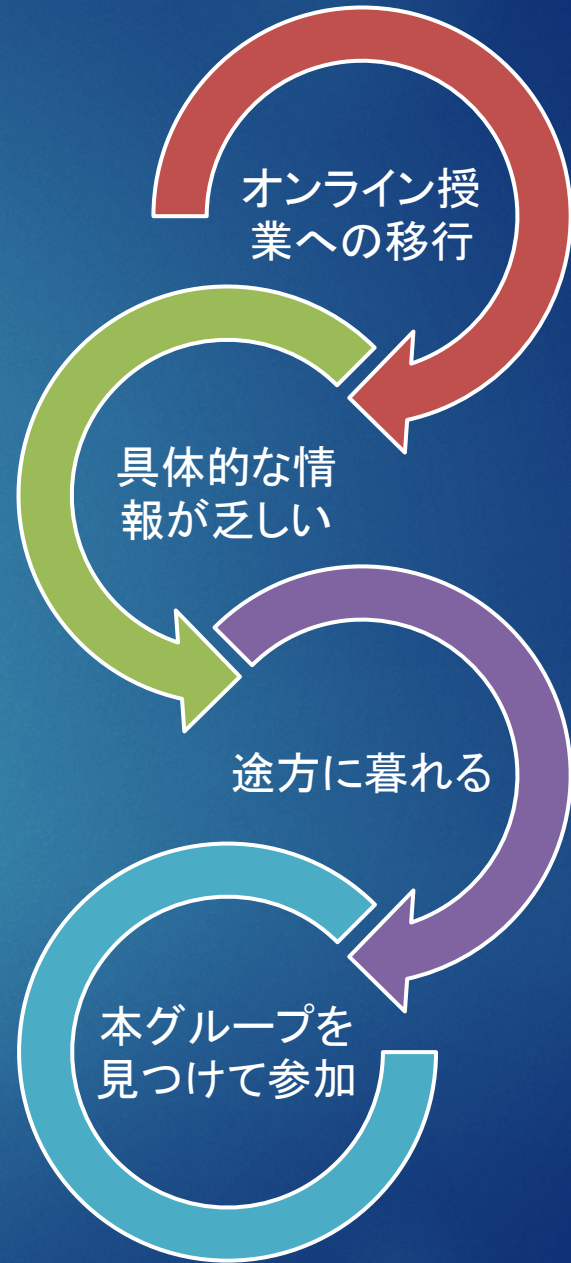 オンライン授
業への移行
具体的な情
報が乏しい
途方に暮れる
本グループを
見つけて参加